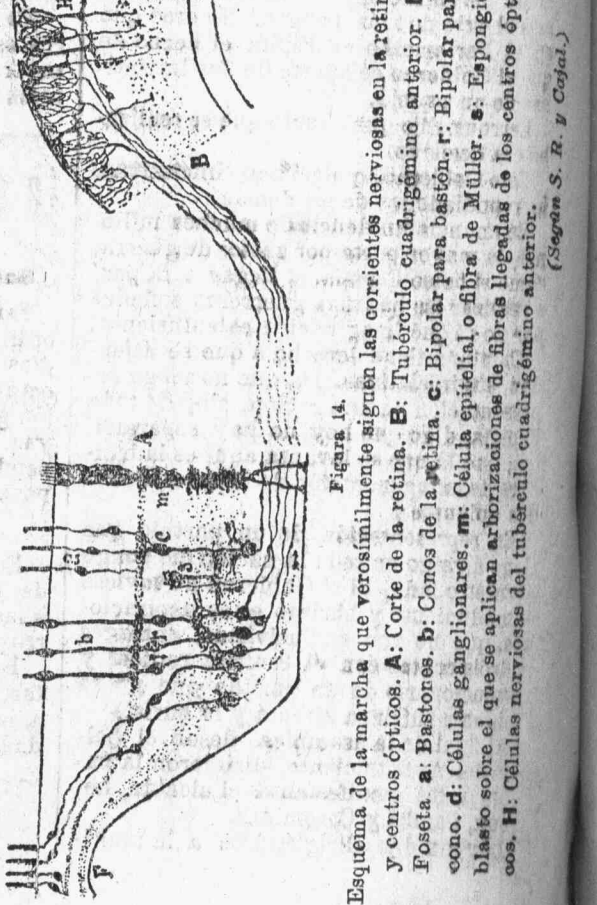 Figura 14.
Esquema de la marcha que verosímilmente siguen las corrientes nerviosas en la retin
y centros ópticos. A: Corte de la retina. B: Tubérculo cuadrigémino anterior.
Foseta. a: Bastones. b: Conos de la retina. c: Bipolar para bastón. r: Bipolar par
cono. d: Células ganglionares. m: Célula epitelial o fibra de Müller. s: Espongio
blasto sobre el que se aplican arborizaciones de fibras llegadas de los centros ópt
cos. H: Células nerviosas del tubérculo cuadrigémino anterior.
(Según S. R. y Cajal.)
A
B
F
H
m
a
b
c
r
s